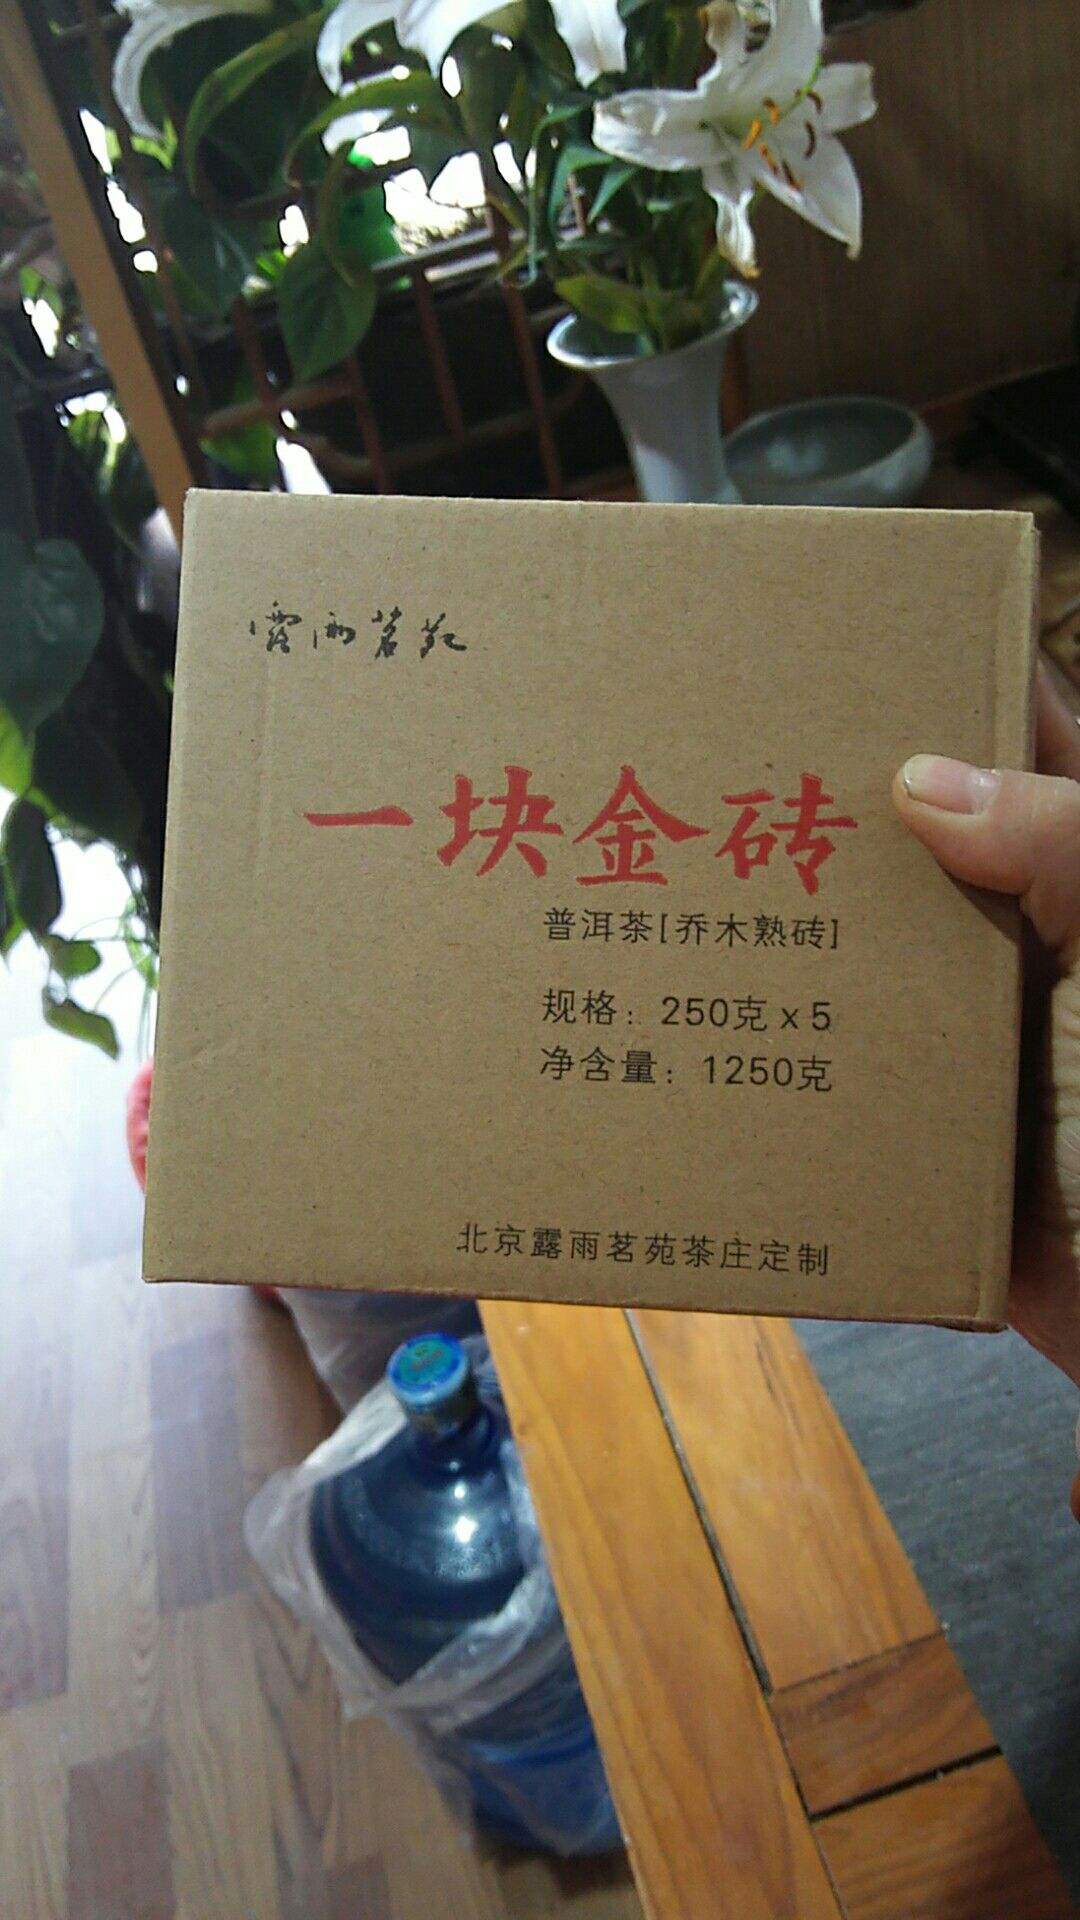 露雨茗苑
一块金砖
普洱茶[乔木熟砖]
规格：250克x5
净含量：1250克
北京露雨茗苑茶庄定制